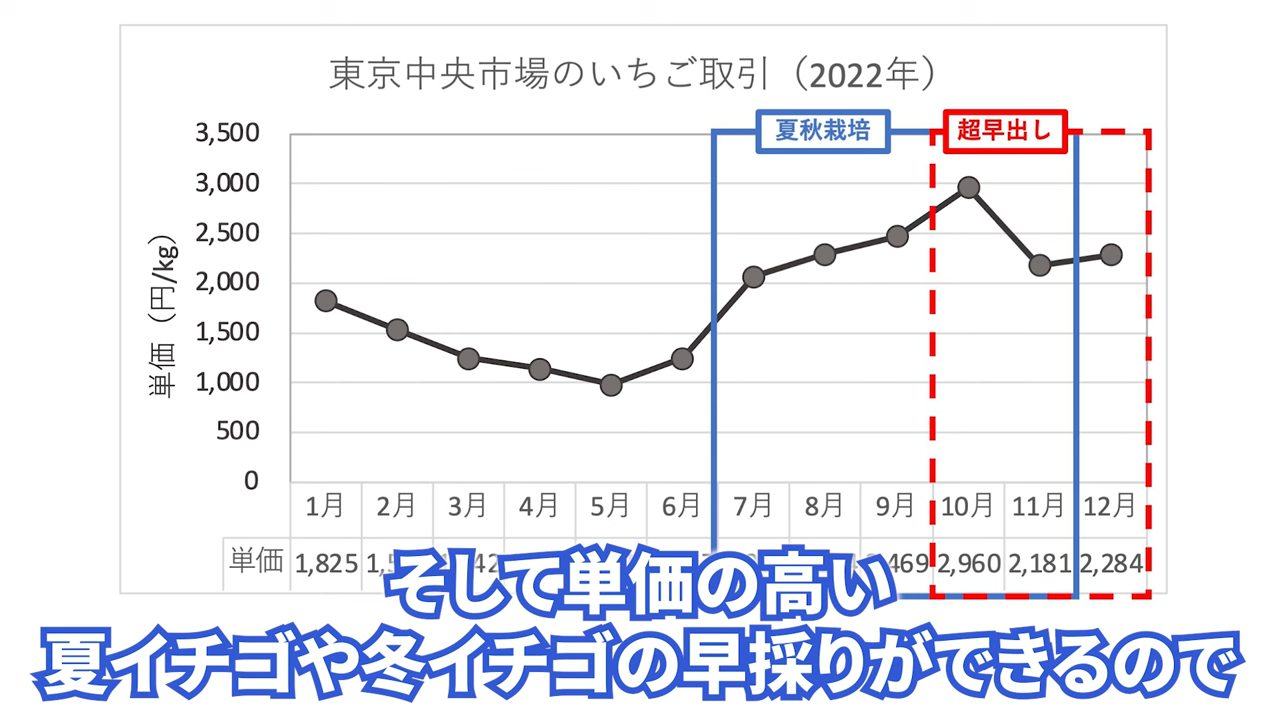 東京中央市場のいちご取引（2022年）
夏秋栽培
超早出し
単価（円/kg）
3,500
3,000
2,500
2,000
1,500
1,000
500
0
1月 2月 3月 4月 5月 6月 7月 8月 9月 10月 11月 12月
単価 1,825 2,960 2,181 2,284
そして単価の高い
夏イチゴや冬イチゴの早採りができるので